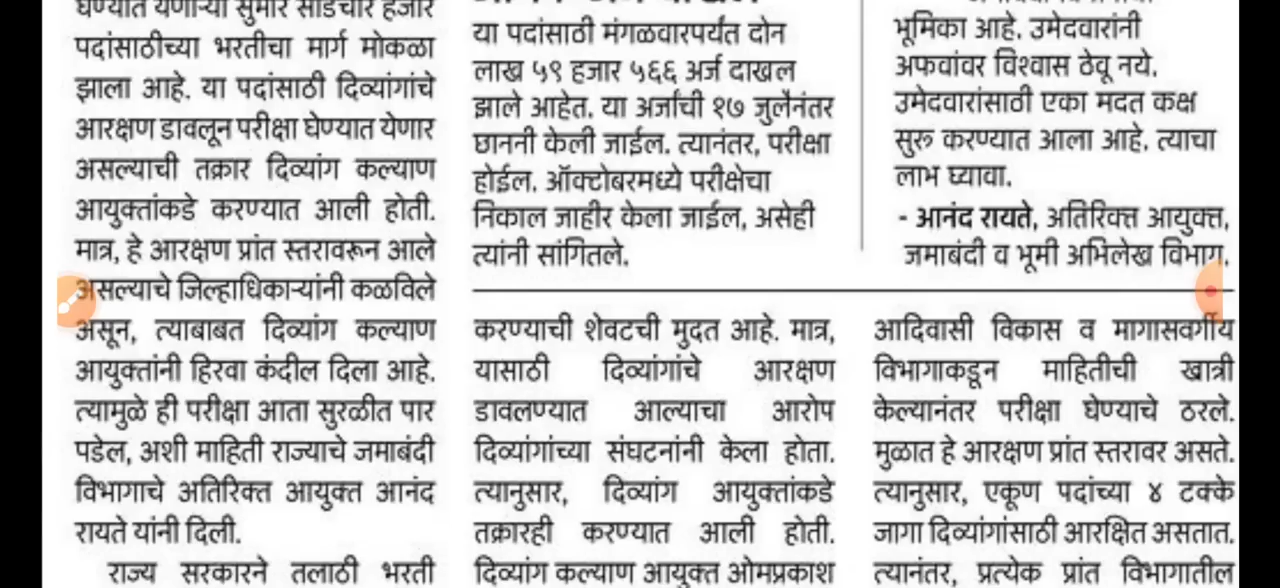 घेण्यात येणाऱ्या सुमारे साडेचार हजार
पदांसाठीच्या भरतीचा मार्ग मोकळा
झाला आहे. या पदांसाठी दिव्यांगांचे
आरक्षण डावलून परीक्षा घेण्यात येणार
असल्याची तक्रार दिव्यांग कल्याण
आयुक्तांकडे करण्यात आली होती.
मात्र, हे आरक्षण प्रांत स्तरावरून आले
असल्याचे जिल्हाधिकाऱ्यांनी कळविले
असून, त्याबाबत दिव्यांग कल्याण
आयुक्तांनी हिरवा कंदील दिला आहे.
त्यामुळे ही परीक्षा आता सुरळीत पार
पडेल, अशी माहिती राज्याचे जमाबंदी
विभागाचे अतिरिक्त आयुक्त आनंद
रायते यांनी दिली.
राज्य सरकारने तलाठी भरती
या पदांसाठी मंगळवारपर्यंत दोन
लाख ५९ हजार ५६६ अर्ज दाखल
झाले आहेत. या अर्जांची १७ जुलैनंतर
छाननी केली जाईल. त्यानंतर, परीक्षा
होईल. ऑक्टोबरमध्ये परीक्षेचा
निकाल जाहीर केला जाईल, असेही
त्यांनी सांगितले.
भूमिका आहे. उमेदवारांनी
अफवांवर विश्वास ठेवू नये.
उमेदवारांसाठी एका मदत कक्ष
सुरू करण्यात आला आहे. त्याचा
लाभ घ्यावा.
- आनंद रायते, अतिरिक्त आयुक्त,
जमाबंदी व भूमी अभिलेख विभाग.
करण्याची शेवटची मुदत आहे. मात्र,
यासाठी दिव्यांगांचे आरक्षण
डावलण्यात आल्याचा आरोप
दिव्यांगांच्या संघटनांनी केला होता.
त्यानुसार, दिव्यांग आयुक्तांकडे
तक्रारही करण्यात आली होती.
दिव्यांग कल्याण आयुक्त ओमप्रकाश
आदिवासी विकास व मागासवर्गीय
विभागाकडून माहितीची खात्री
केल्यानंतर परीक्षा घेण्याचे ठरले.
मुळात हे आरक्षण प्रांत स्तरावर असते.
त्यानुसार, एकूण पदांच्या ४ टक्के
जागा दिव्यांगांसाठी आरक्षित असतात.
त्यानंतर, प्रत्येक प्रांत विभागातील